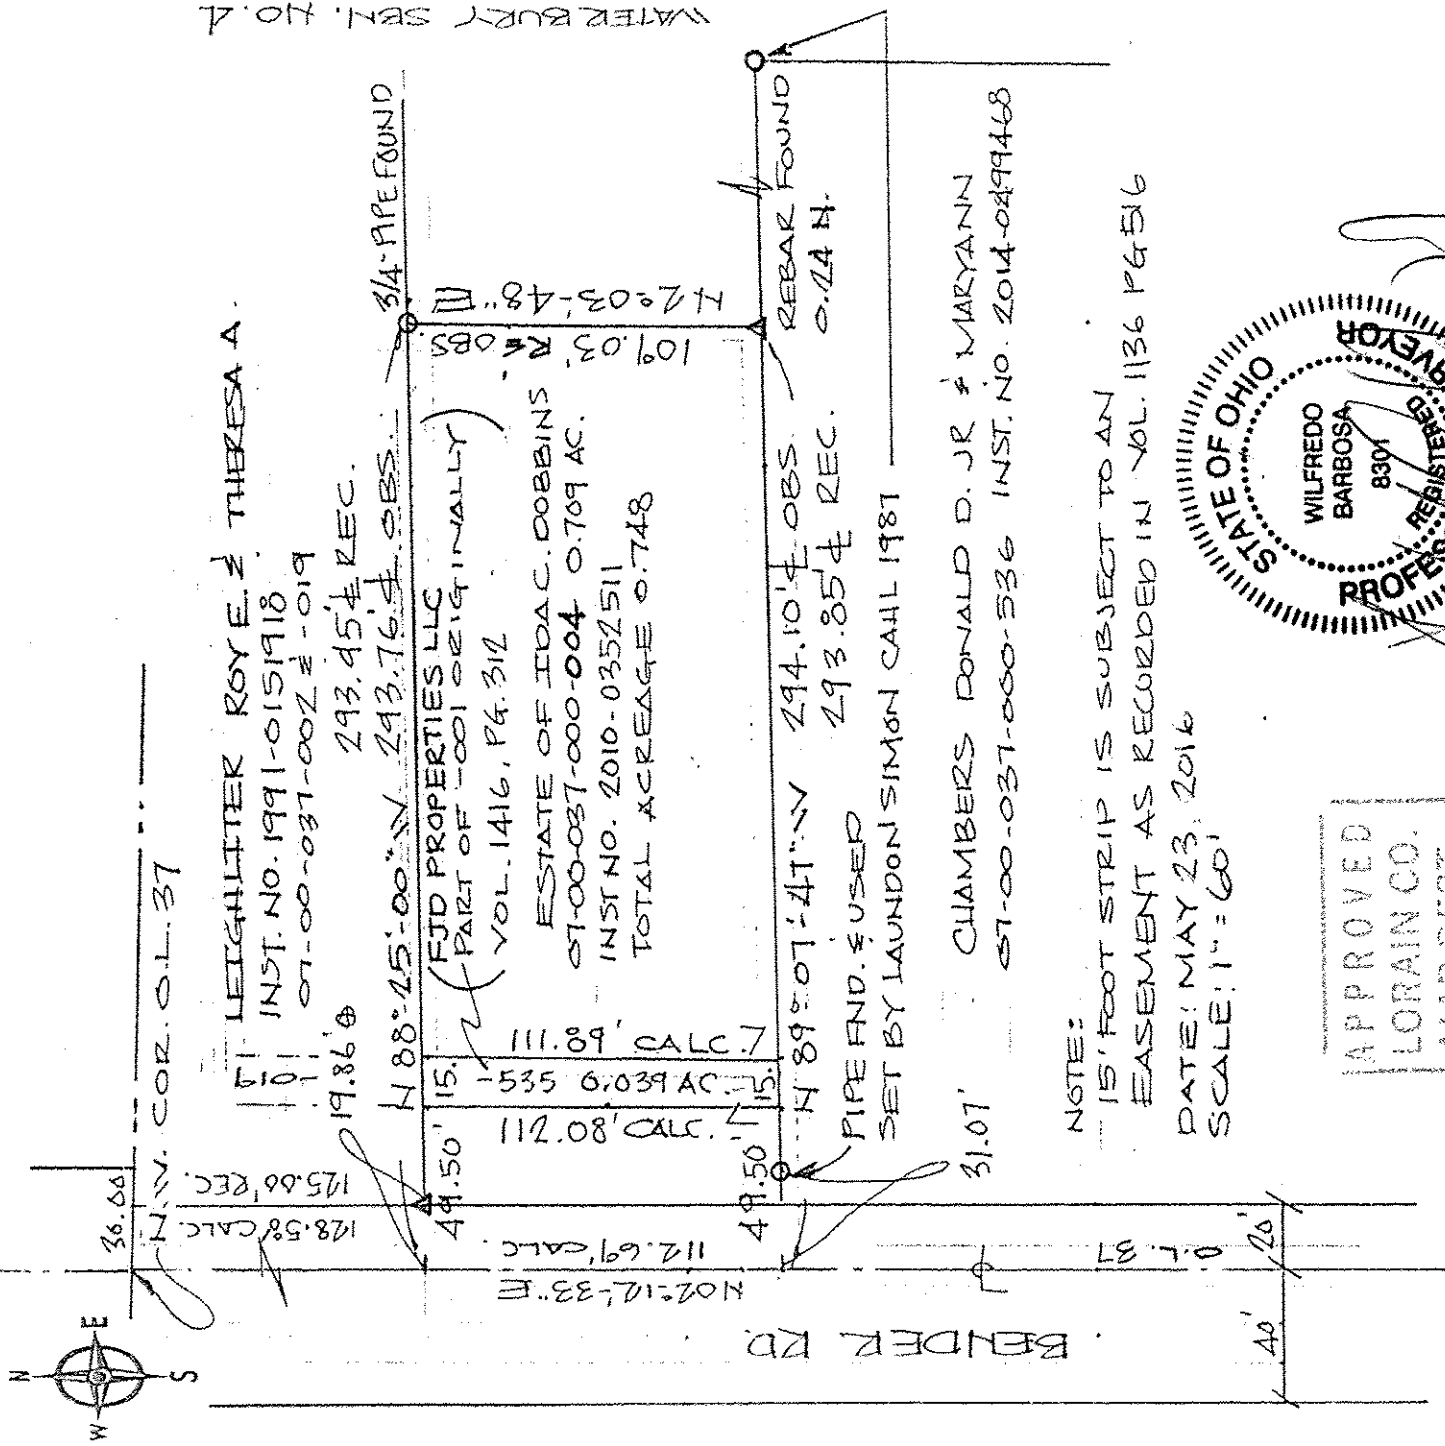 WATERBURY SBN. NO. 2
3/4" PIPE FOUND
LEIGHLITER ROY E. & THERESA A.
INST. NO. 1991-0151918
07-00-037-002 & -019
293.45'± REC.
N 88°-25'-00" W 293.76'± OBS.
(FJD PROPERTIES LLC
PART OF -001 ORIGINALLY
VOL. 1416, PG. 312)
ESTATE OF IDA C. DOBBINS
07-00-037-000-004 0.709 AC.
INST NO. 2010-0352511
TOTAL ACREAGE 0.748
N 2°-03'-48" E
109.03' R & OBS
REBAR FOUND
0.24 N.
N 89°-07'-47" W 294.10'± OBS.
293.85'± REC.
PIPE FND. & USED
SET BY LAUNDON SIMON CAHL 1987
CHAMBERS DONALD D. JR & MARYANN
07-00-037-000-536 INST. NO. 2014-0499468
111.89' CALC.
-535 0.039 AC.
112.08' CALC.
15.
15.
49.50'
49.50'
19.86'
31.07'
-019
N.W. COR. O.L. 37
30.00
125.00' REC.
128.58' CALC.
112.69' CALC
N02°-12'-33" E
O.L. 37
20'
40'
BENDER RD.
N
E
S
W
NOTE:
15' FOOT STRIP IS SUBJECT TO AN
EASEMENT AS RECORDED IN VOL. 1136 PG 516
DATE: MAY 23, 2016
SCALE: 1" = 60'
STATE OF OHIO
WILFREDO
BARBOSA
8301
REGISTERED
APPROVED
LORAIN CO.